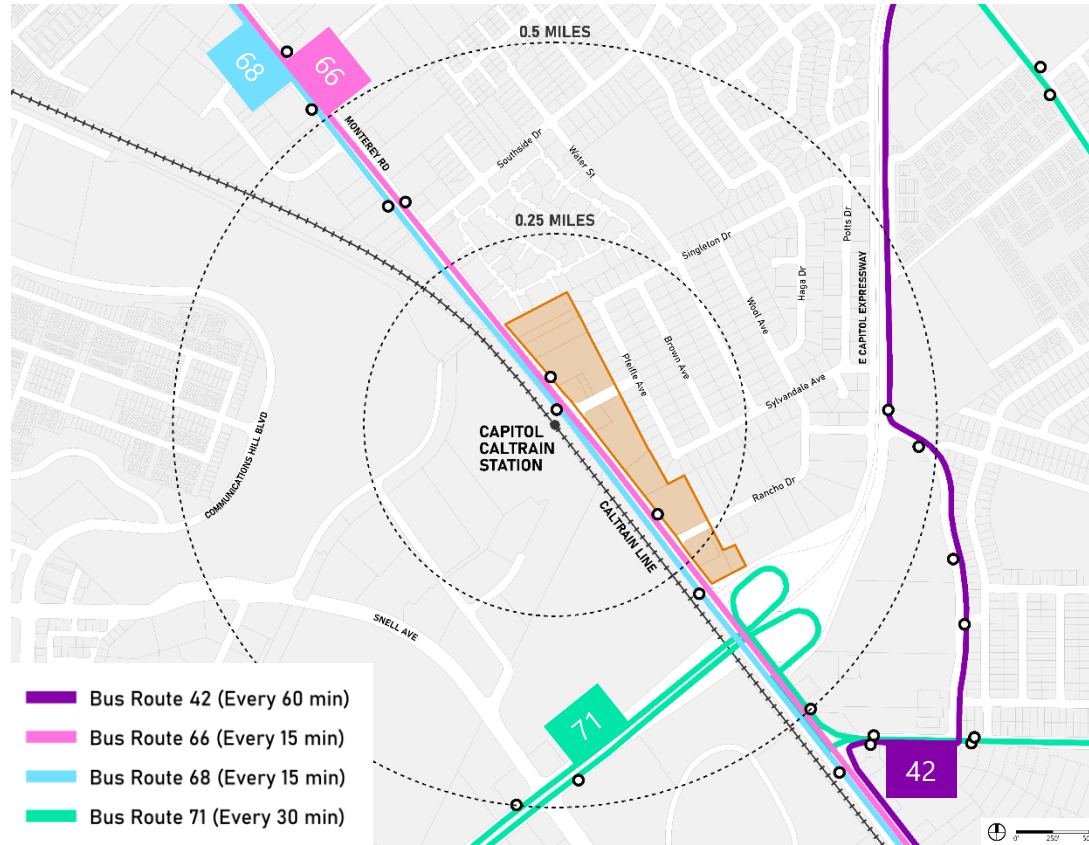 0.5 MILES
68
66
MONTEREY RD
Southside Dr
Water St
0.25 MILES
Singleton Dr
Potts Dr
Haga Dr
Wool Ave
E CAPITOL EXPRESSWAY
Brown Ave
Pfeifle Ave
Sylvandale Ave
CAPITOL
CALTRAIN
STATION
COMMUNICATIONS HILL BLVD
Rancho Dr
CALTRAIN LINE
SNELL AVE
71
42
Bus Route 42 (Every 60 min)
Bus Route 66 (Every 15 min)
Bus Route 68 (Every 15 min)
Bus Route 71 (Every 30 min)
0' 250'